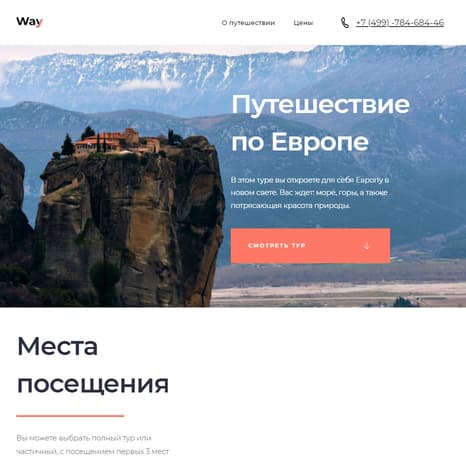 Way
О путешествии
Цены
+7 (499) -784-684-46
Путешествие
по Европе
В этом туре вы откроете для себя Европу в
новом свете. Вас ждет: море, горы, а также
потрясающая красота природы.
СМОТРЕТЬ ТУР
Места
посещения
Вы можете выбрать полный тур или
частичный, с посещением первых 3 мест